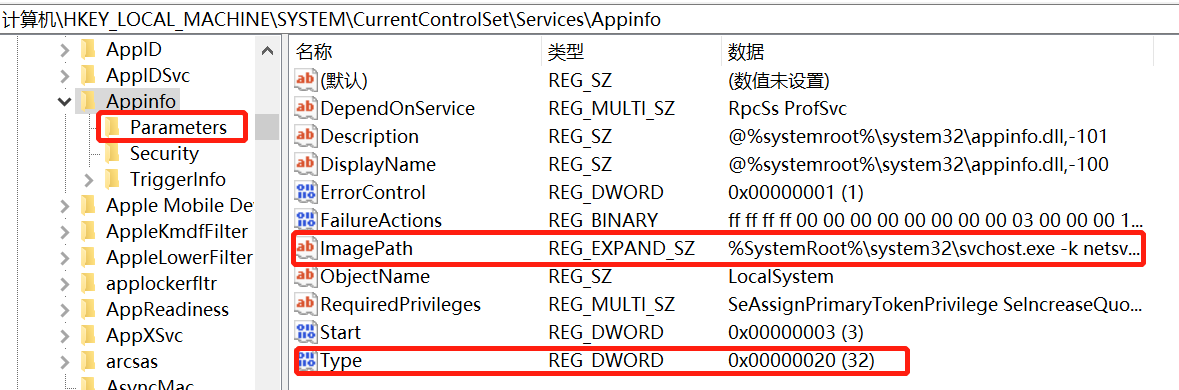 计算机\HKEY_LOCAL_MACHINE\SYSTEM\CurrentControlSet\Services\Appinfo
AppID
AppIDSvc
Appinfo
Parameters
Security
TriggerInfo
Apple Mobile De
AppleKmdfFilter
AppleLowerFilter
applockerfltr
AppReadiness
AppXSvc
arcsas
AsyncMac
名称 类型 数据
(默认) REG_SZ (数值未设置)
DependOnService REG_MULTI_SZ RpcSs ProfSvc
Description REG_SZ @%systemroot%\system32\appinfo.dll,-101
DisplayName REG_SZ @%systemroot%\system32\appinfo.dll,-100
ErrorControl REG_DWORD 0x00000001 (1)
FailureActions REG_BINARY ff ff ff ff 00 00 00 00 00 00 00 00 03 00 00 00 1...
ImagePath REG_EXPAND_SZ %SystemRoot%\system32\svchost.exe -k netsv...
ObjectName REG_SZ LocalSystem
RequiredPrivileges REG_MULTI_SZ SeAssignPrimaryTokenPrivilege SeIncreaseQuo...
Start REG_DWORD 0x00000003 (3)
Type REG_DWORD 0x00000020 (32)